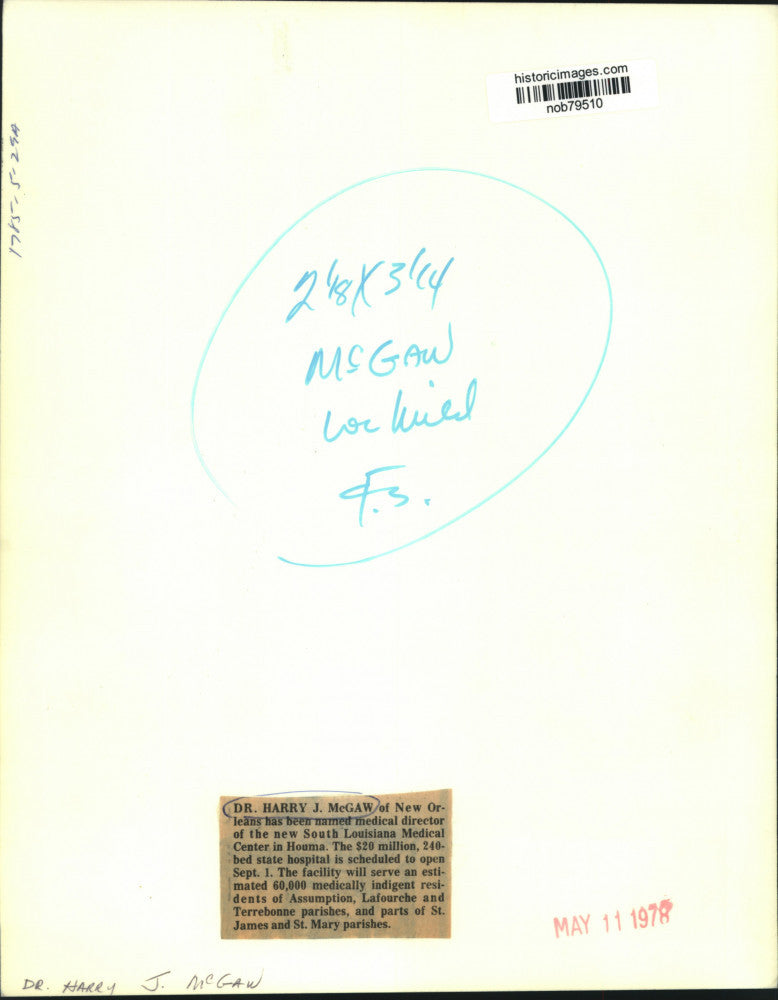 historicimages.com
nob79510
1785-5-29A
2 1/8 X 3 1/4
McGAW
F.S.
DR. HARRY J. McGAW of New Or-
leans has been named medical director
of the new South Louisiana Medical
Center in Houma. The $20 million, 240-
bed state hospital is scheduled to open
Sept. 1. The facility will serve an esti-
mated 60,000 medically indigent resi-
dents of Assumption, Lafourche and
Terrebonne parishes, and parts of St.
James and St. Mary parishes.
MAY 11 1978
DR. HARRY J. McGAW